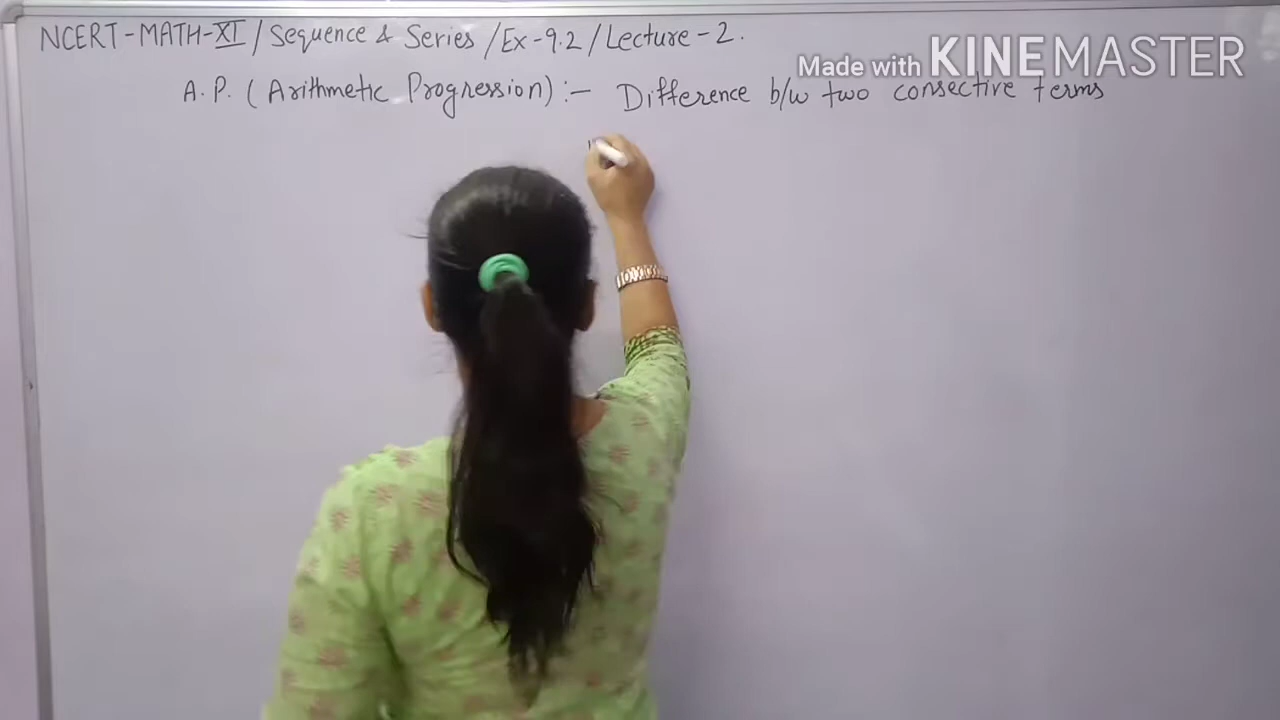 NCERT-MATH-XI / Sequence & Series / Ex-9.2 / Lecture-2.
Made with KINEMASTER
A.P. (Arithmetic Progression) :- Difference b/w two consective terms